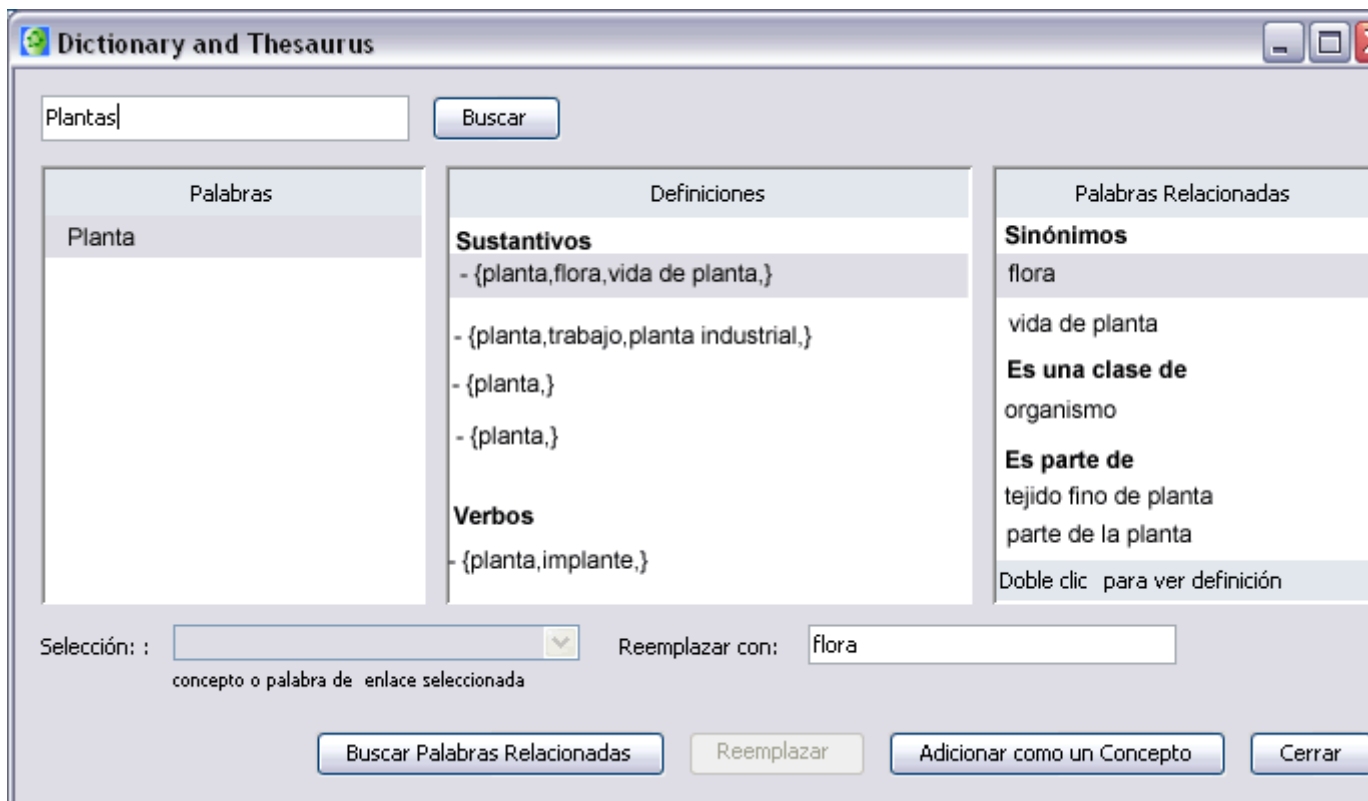 Dictionary and Thesaurus
Plantas
Buscar
Palabras
Planta
Definiciones
Sustantivos
- {planta,flora,vida de planta,}
- {planta,trabajo,planta industrial,}
- {planta,}
- {planta,}
Verbos
- {planta,implante,}
Palabras Relacionadas
Sinónimos
flora
vida de planta
Es una clase de
organismo
Es parte de
tejido fino de planta
parte de la planta
Doble clic para ver definición
Selección: :
Reemplazar con: flora
concepto o palabra de enlace seleccionada
Buscar Palabras Relacionadas
Reemplazar
Adicionar como un Concepto
Cerrar